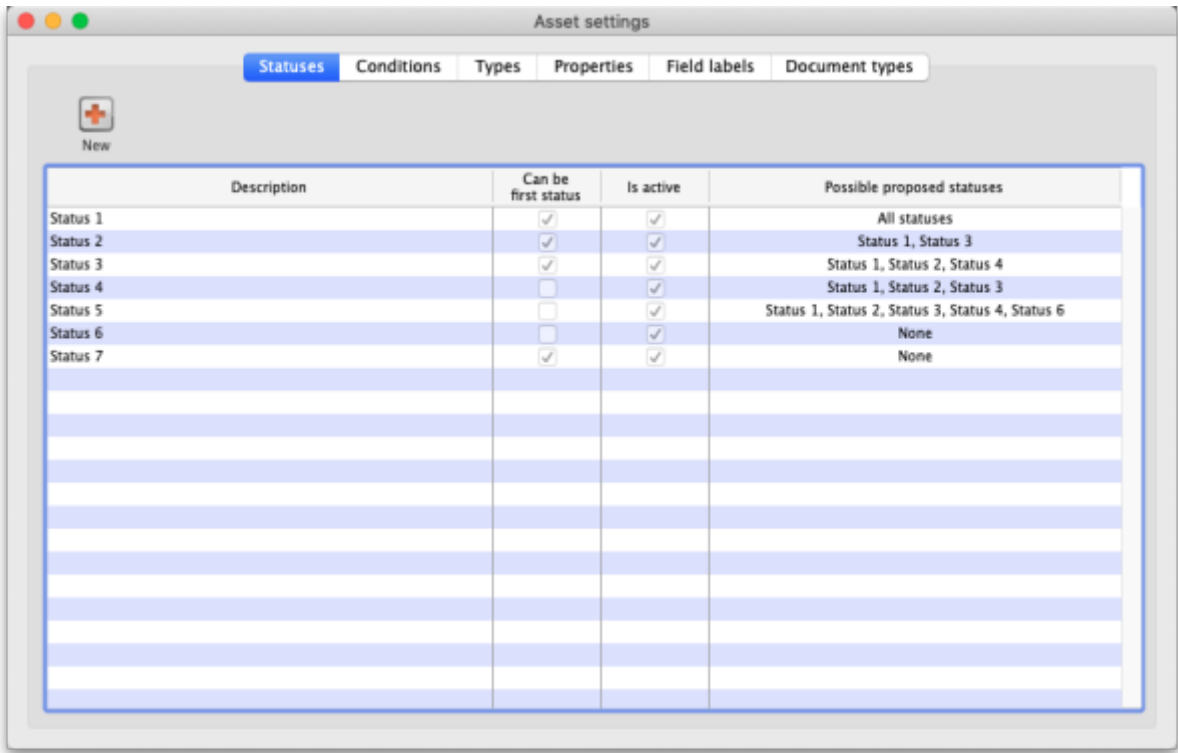 Asset settings
Statuses Conditions Types Properties Field labels Document types
New
Description Can be first status Is active Possible proposed statuses
Status 1 All statuses
Status 2 Status 1, Status 3
Status 3 Status 1, Status 2, Status 4
Status 4 Status 1, Status 2, Status 3
Status 5 Status 1, Status 2, Status 3, Status 4, Status 6
Status 6 None
Status 7 None